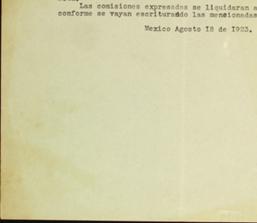 Las comisiones expresadas se liquidaran a
conforme se vayan escriturando las mencionadas
Mexico Agosto 18 de 1923.